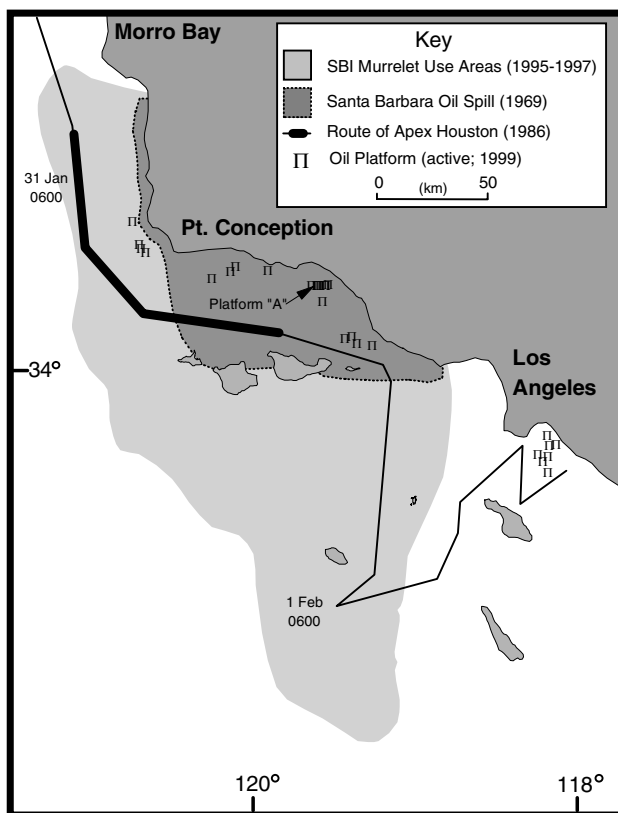 Morro Bay
Key
SBI Murrelet Use Areas (1995-1997)
Santa Barbara Oil Spill (1969)
Route of Apex Houston (1986)
Π Oil Platform (active; 1999)
0 (km) 50
31 Jan
0600
Pt. Conception
Platform "A"
34°
Los
Angeles
1 Feb
0600
120°
118°